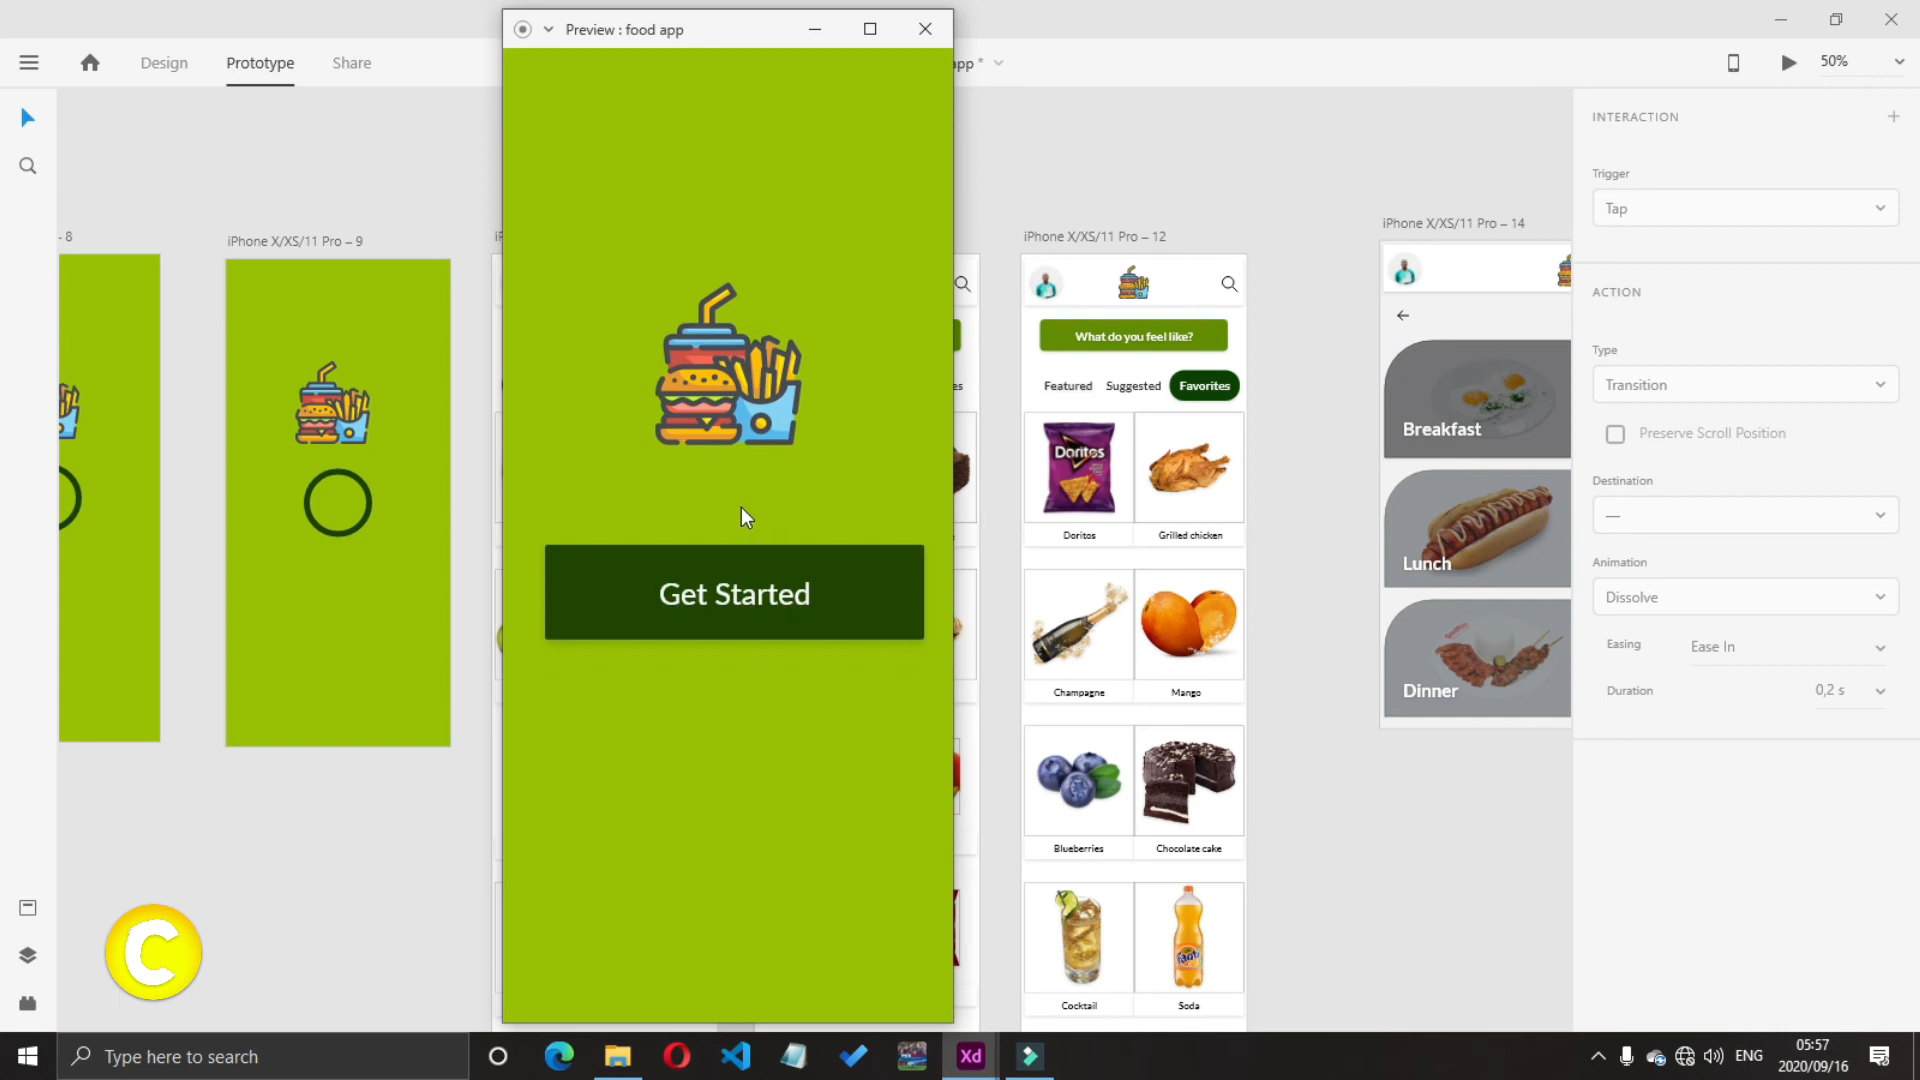 Preview : food app
Design
Prototype
Share
app *
50%
INTERACTION
Trigger
Tap
ACTION
Type
Transition
Preserve Scroll Position
Destination
—
Animation
Dissolve
Easing
Ease In
Duration
0,2 s
- 8
iPhone X/XS/11 Pro – 9
iPhone X/XS/11 Pro – 12
iPhone X/XS/11 Pro – 14
Get Started
es
What do you feel like?
Featured
Suggested
Favorites
Doritos
Doritos
Grilled chicken
Champagne
Mango
Blueberries
Chocolate cake
Fanta
Cocktail
Soda
Breakfast
Lunch
Dinner
C
Type here to search
Xd
ENG
05:57
2020/09/16